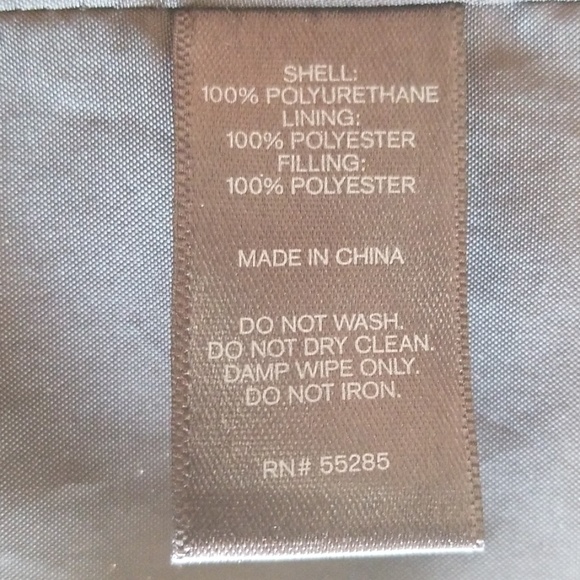 SHELL:
100% POLYURETHANE
LINING:
100% POLYESTER
FILLING:
100% POLYESTER
MADE IN CHINA
DO NOT WASH.
DO NOT DRY CLEAN.
DAMP WIPE ONLY.
DO NOT IRON.
RN# 55285